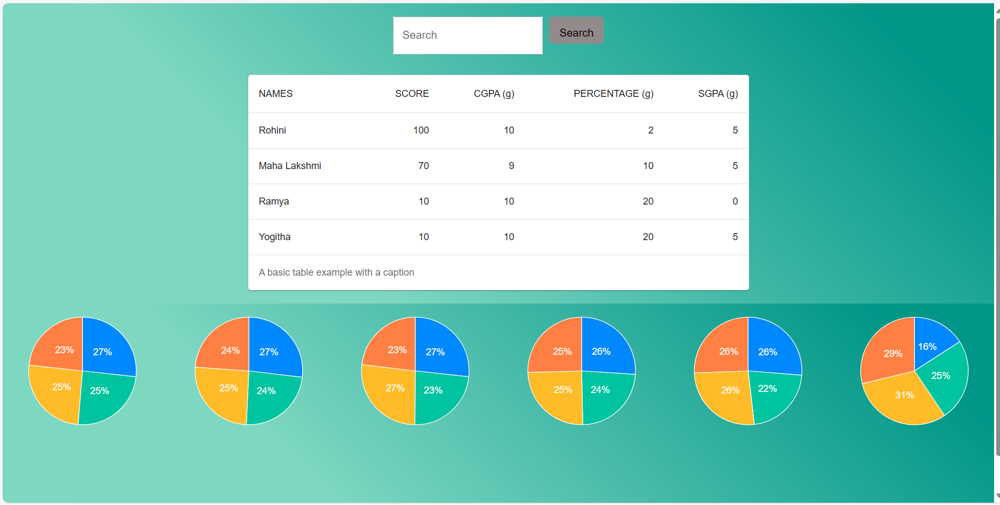 Search Search
NAMES SCORE CGPA (g) PERCENTAGE (g) SGPA (g)
Rohini 100 10 2 5
Maha Lakshmi 70 9 10 5
Ramya 10 10 20 0
Yogitha 10 10 20 5
A basic table example with a caption
23% 27% 25% 25%
24% 27% 25% 24%
23% 27% 27% 23%
25% 26% 25% 24%
26% 26% 26% 22%
29% 16% 25% 31%